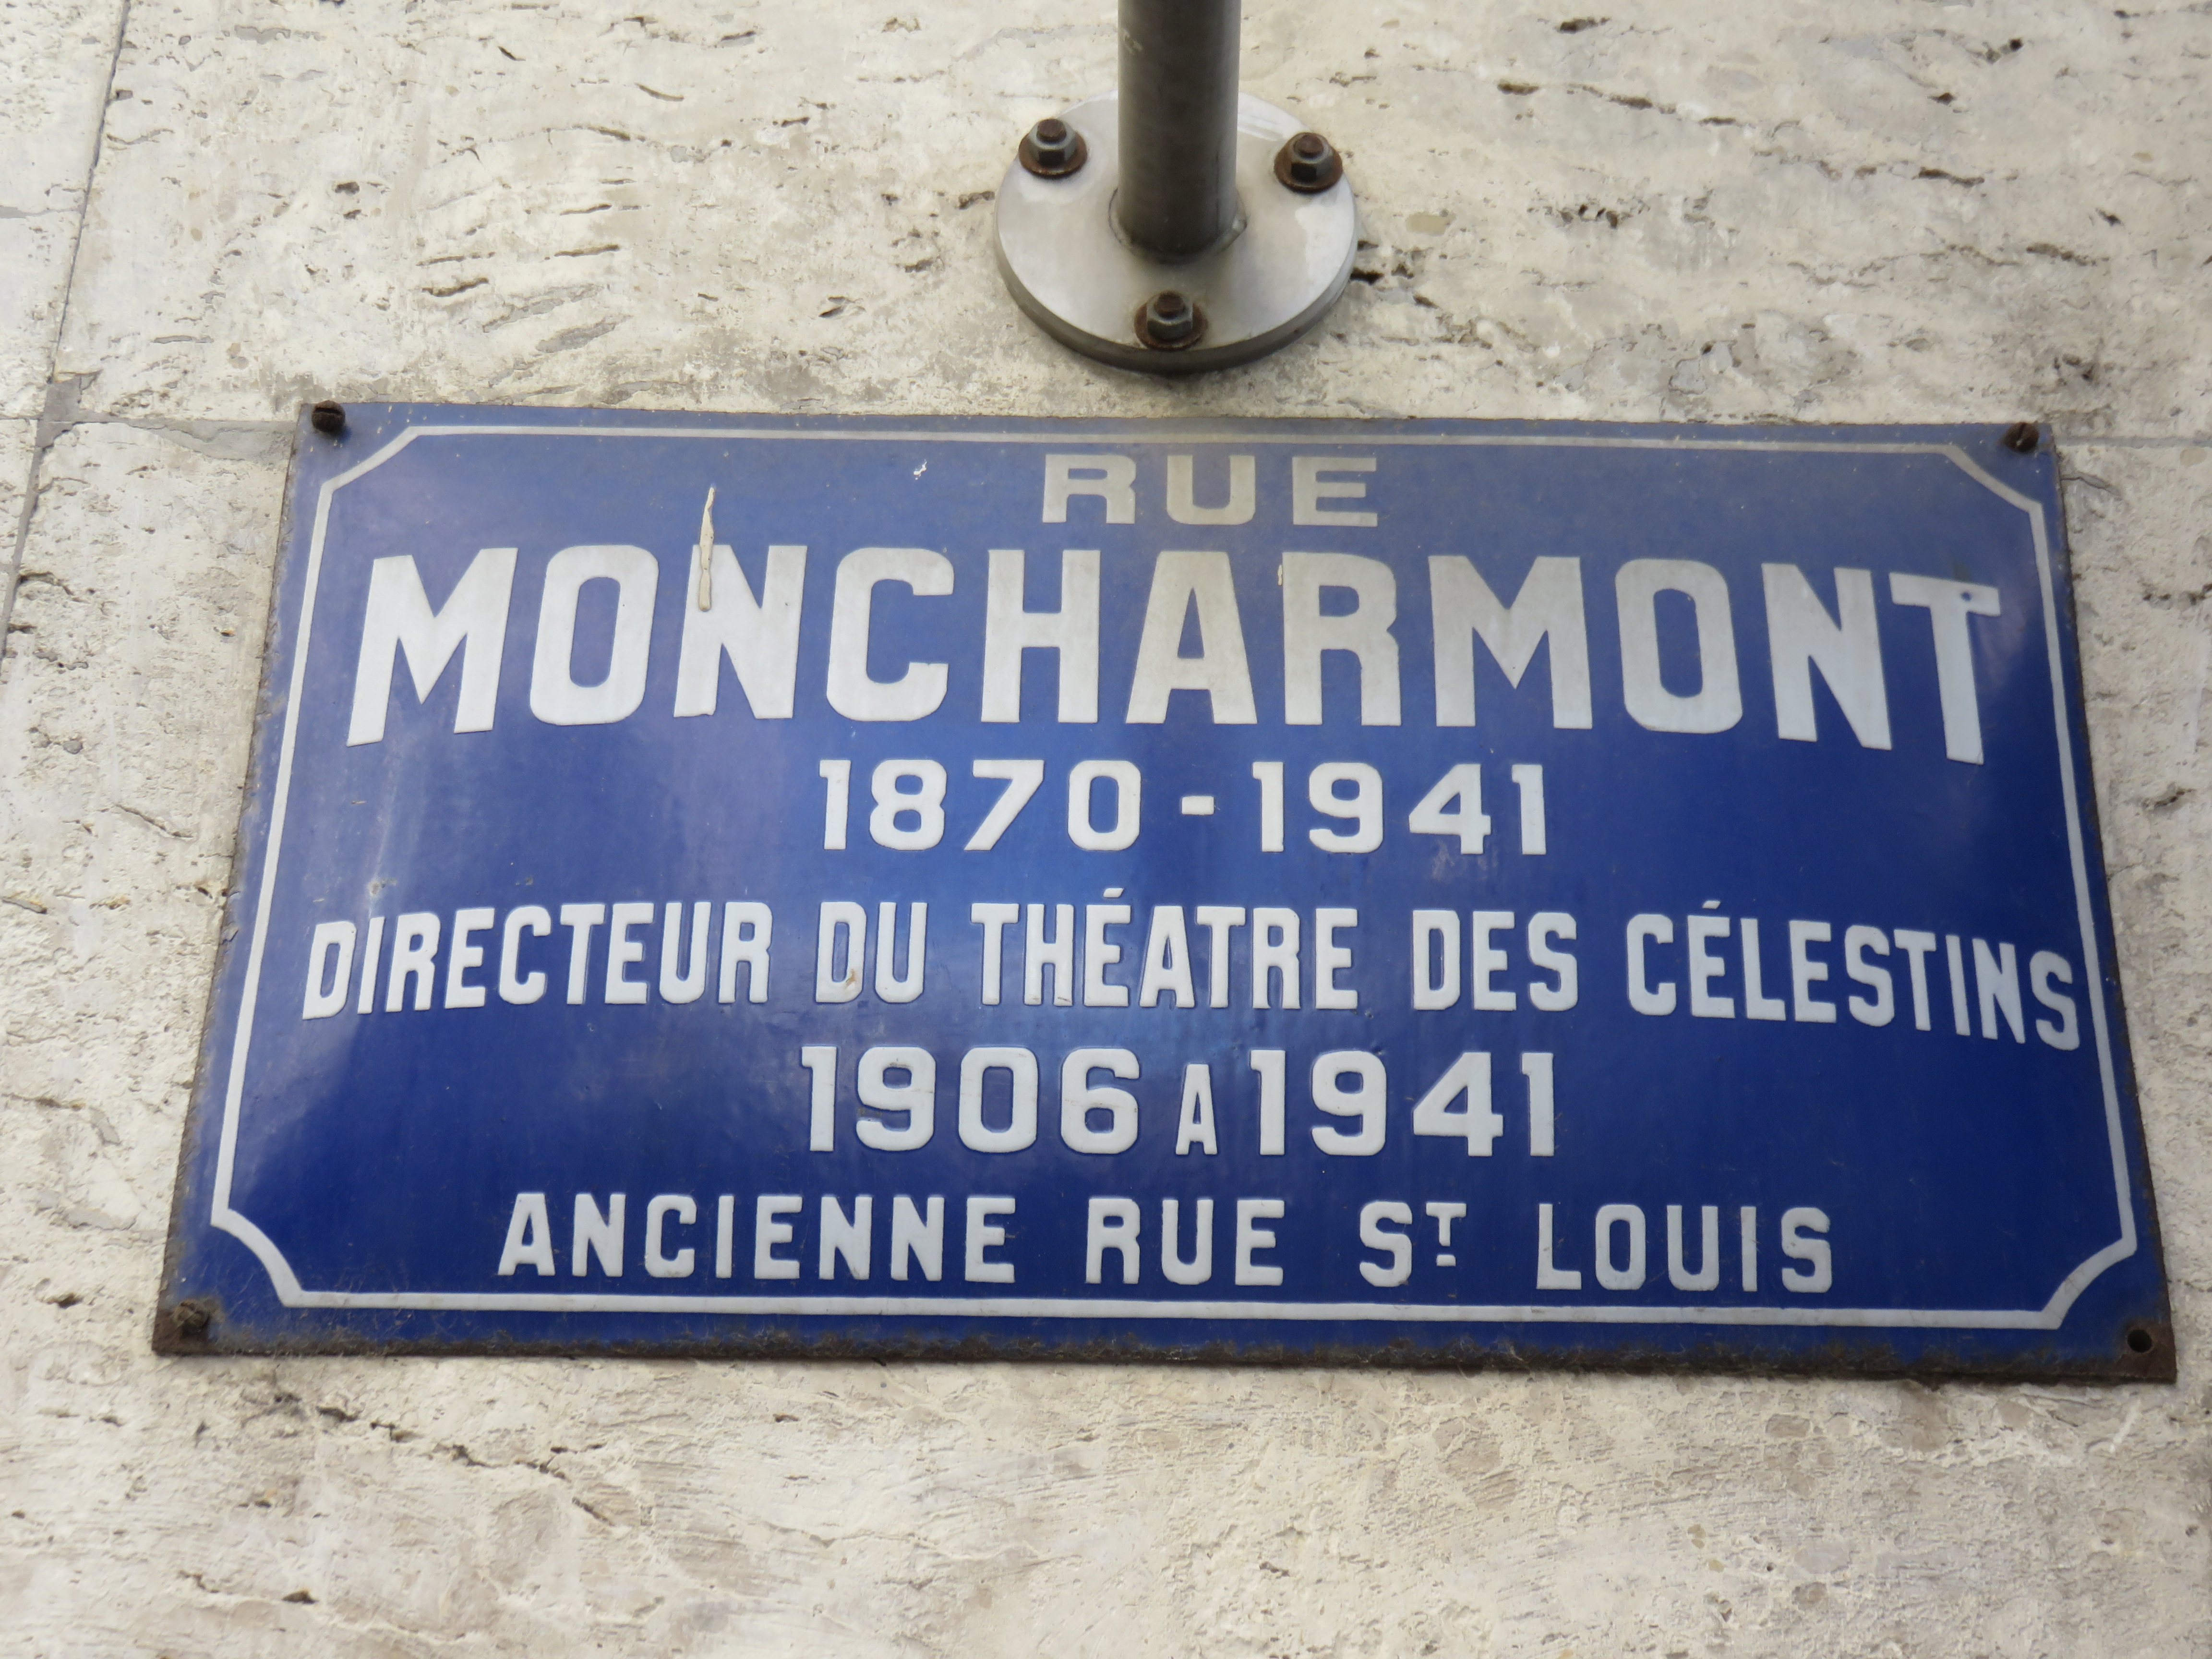 RUE
MONCHARMONT
1870-1941
DIRECTEUR DU THÉATRE DES CÉLESTINS
1906 A 1941
ANCIENNE RUE ST LOUIS